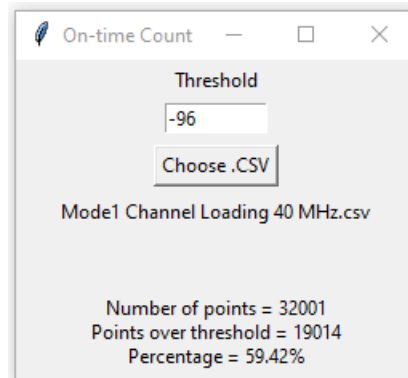 On-time Count
Threshold
-96
Choose .CSV
Mode1 Channel Loading 40 MHz.csv
Number of points = 32001
Points over threshold = 19014
Percentage = 59.42%